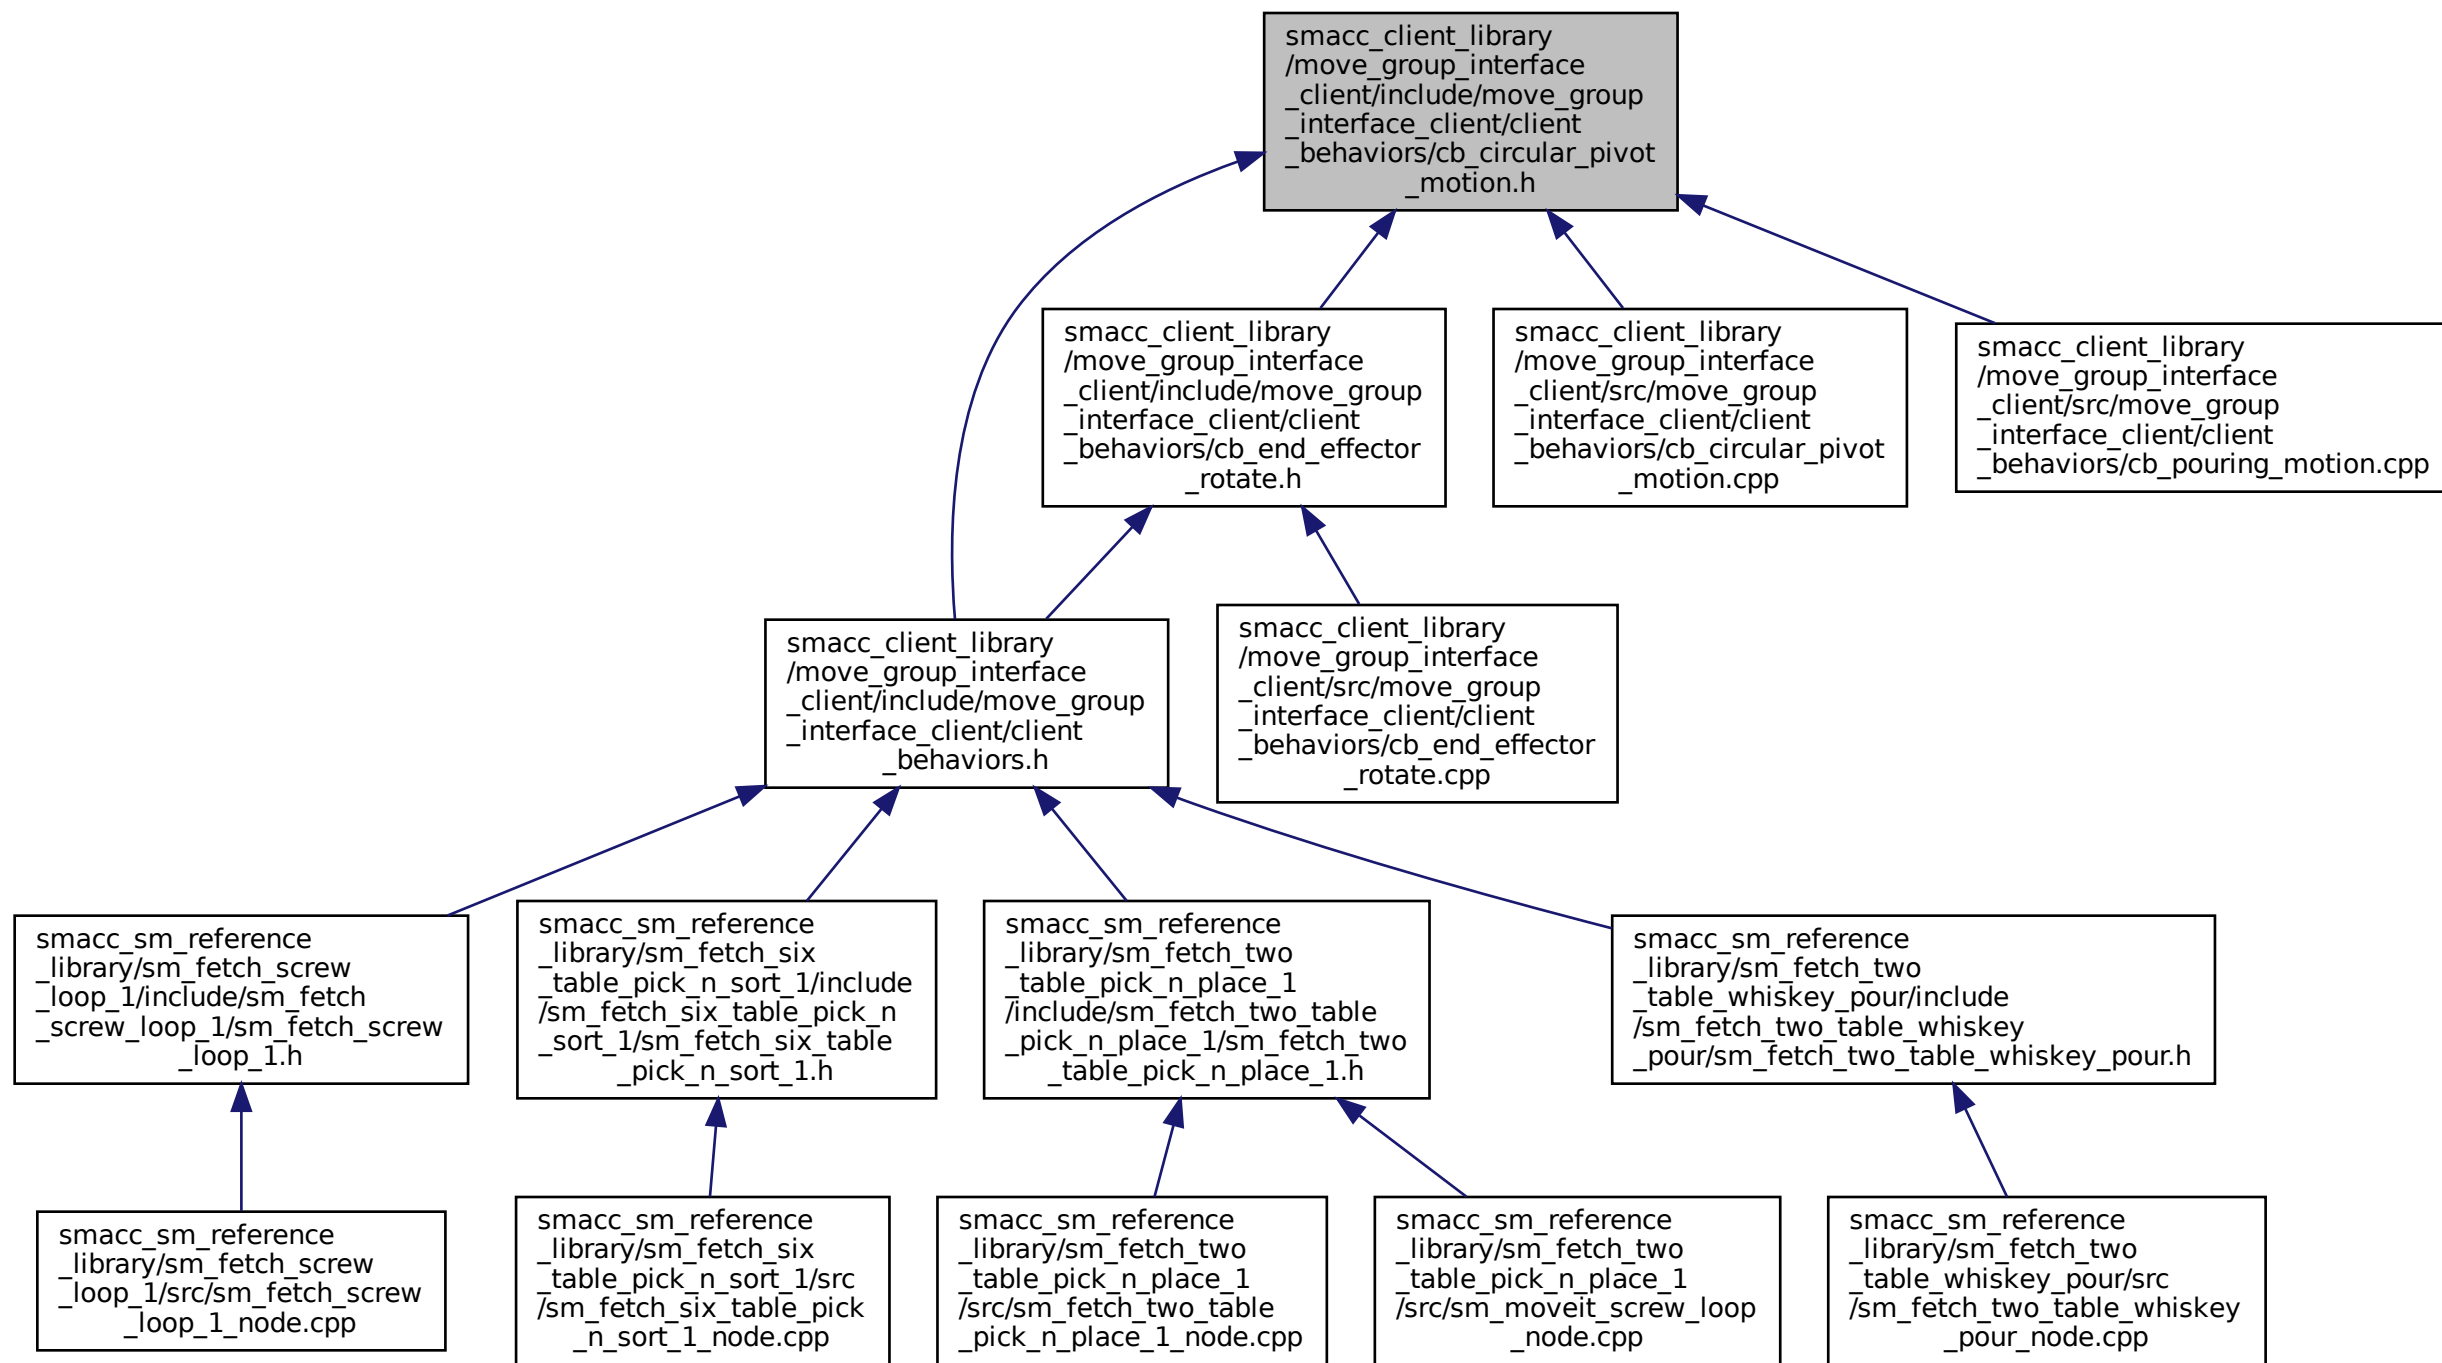 smacc_client_library
/move_group_interface
_client/include/move_group
_interface_client/client
_behaviors/cb_circular_pivot
_motion.h
smacc_client_library
/move_group_interface
_client/include/move_group
_interface_client/client
_behaviors/cb_end_effector
_rotate.h
smacc_client_library
/move_group_interface
_client/src/move_group
_interface_client/client
_behaviors/cb_circular_pivot
_motion.cpp
smacc_client_library
/move_group_interface
_client/src/move_group
_interface_client/client
_behaviors/cb_pouring_motion.cpp
smacc_client_library
/move_group_interface
_client/include/move_group
_interface_client/client
_behaviors.h
smacc_client_library
/move_group_interface
_client/src/move_group
_interface_client/client
_behaviors/cb_end_effector
_rotate.cpp
smacc_sm_reference
_library/sm_fetch_screw
_loop_1/include/sm_fetch
_screw_loop_1/sm_fetch_screw
_loop_1.h
smacc_sm_reference
_library/sm_fetch_six
_table_pick_n_sort_1/include
/sm_fetch_six_table_pick_n
_sort_1/sm_fetch_six_table
_pick_n_sort_1.h
smacc_sm_reference
_library/sm_fetch_two
_table_pick_n_place_1
/include/sm_fetch_two_table
_pick_n_place_1/sm_fetch_two
_table_pick_n_place_1.h
smacc_sm_reference
_library/sm_fetch_two
_table_whiskey_pour/include
/sm_fetch_two_table_whiskey
_pour/sm_fetch_two_table_whiskey_pour.h
smacc_sm_reference
_library/sm_fetch_screw
_loop_1/src/sm_fetch_screw
_loop_1_node.cpp
smacc_sm_reference
_library/sm_fetch_six
_table_pick_n_sort_1/src
/sm_fetch_six_table_pick
_n_sort_1_node.cpp
smacc_sm_reference
_library/sm_fetch_two
_table_pick_n_place_1
/src/sm_fetch_two_table
_pick_n_place_1_node.cpp
smacc_sm_reference
_library/sm_fetch_two
_table_pick_n_place_1
/src/sm_moveit_screw_loop
_node.cpp
smacc_sm_reference
_library/sm_fetch_two
_table_whiskey_pour/src
/sm_fetch_two_table_whiskey
_pour_node.cpp